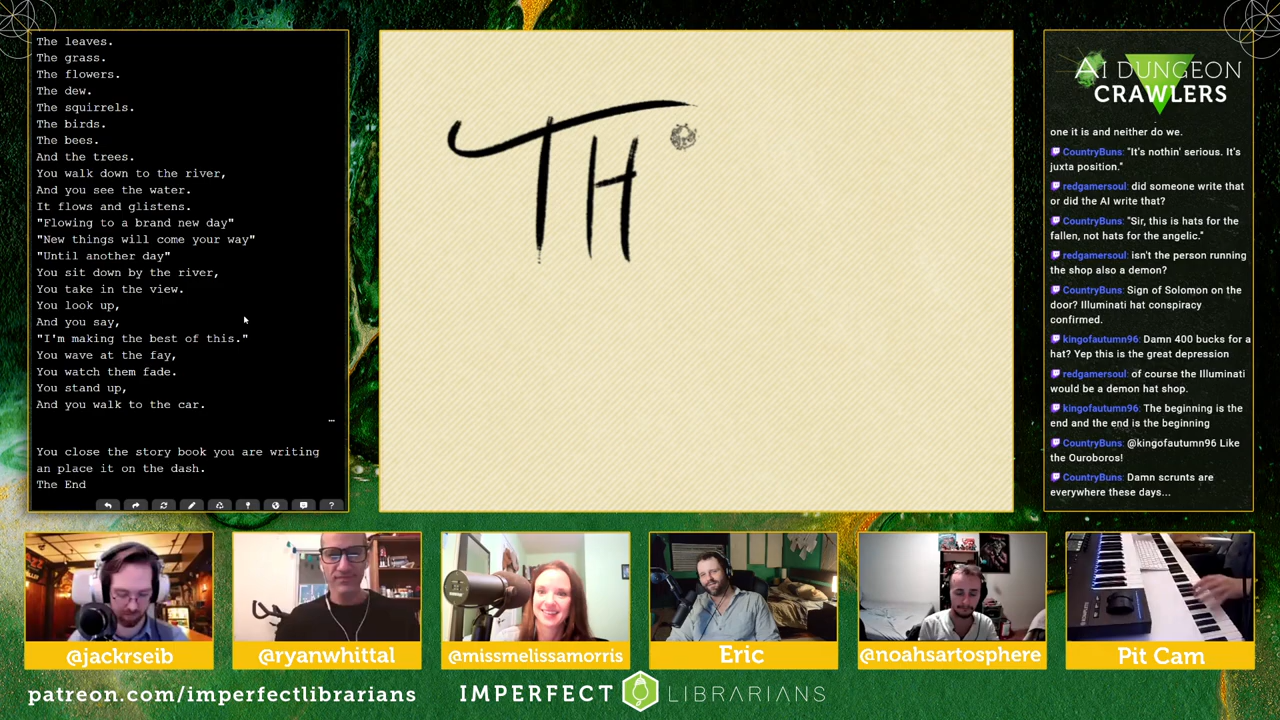 The leaves.
The grass.
The flowers.
The dew.
The squirrels.
The birds.
The bees.
And the trees.
You walk down to the river,
And you see the water.
It flows and glistens.
"Flowing to a brand new day"
"New things will come your way"
"Until another day"
You sit down by the river,
You take in the view.
You look up,
And you say,
"I'm making the best of this."
You wave at the fay,
You watch them fade.
You stand up,
And you walk to the car.
…
You close the story book you are writing
an place it on the dash.
The End
?
TH
AI DUNGEON
CRAWLERS
one it is and neither do we.
CountryBuns: "It's nothin' serious. It's
juxta position."
redgamersoul: did someone write that
or did the AI write that?
CountryBuns: "Sir, this is hats for the
fallen, not hats for the angelic."
redgamersoul: isn't the person running
the shop also a demon?
CountryBuns: Sign of Solomon on the
door? Illuminati hat conspiracy
confirmed.
kingofautumn96: Damn 400 bucks for a
hat? Yep this is the great depression
redgamersoul: of course the Illuminati
would be a demon hat shop.
kingofautumn96: The beginning is the
end and the end is the beginning
CountryBuns: @kingofautumn96 Like
the Ouroboros!
CountryBuns: Damn scrunts are
everywhere these days...
@jackrseib
@ryanwhittal
@missmelissamorris
Eric
@noahsartosphere
Pit Cam
patreon.com/imperfectlibrarians
IMPERFECT LIBRARIANS